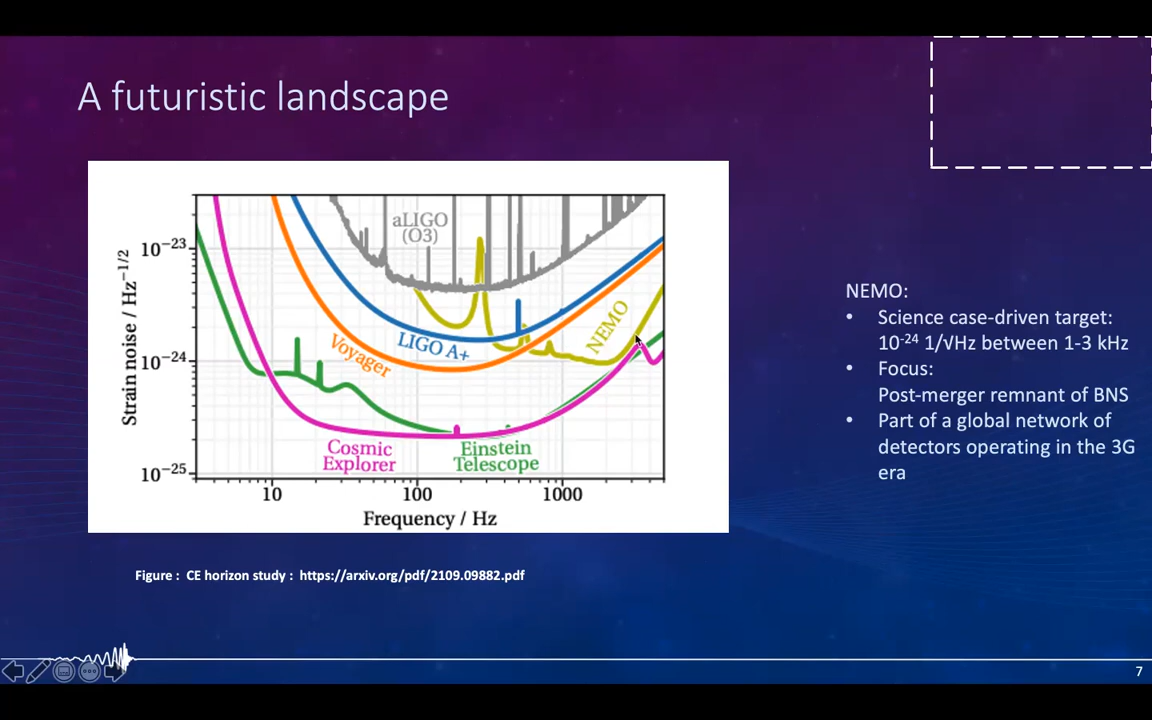 A futuristic landscape
Strain noise / Hz^-1/2
10^-23
10^-24
10^-25
aLIGO
(O3)
NEMO
LIGO A+
Voyager
Cosmic
Explorer
Einstein
Telescope
10
100
1000
Frequency / Hz
NEMO:
• Science case-driven target:
10^-24 1/√Hz between 1-3 kHz
• Focus:
Post-merger remnant of BNS
• Part of a global network of
detectors operating in the 3G
era
Figure : CE horizon study : https://arxiv.org/pdf/2109.09882.pdf
7